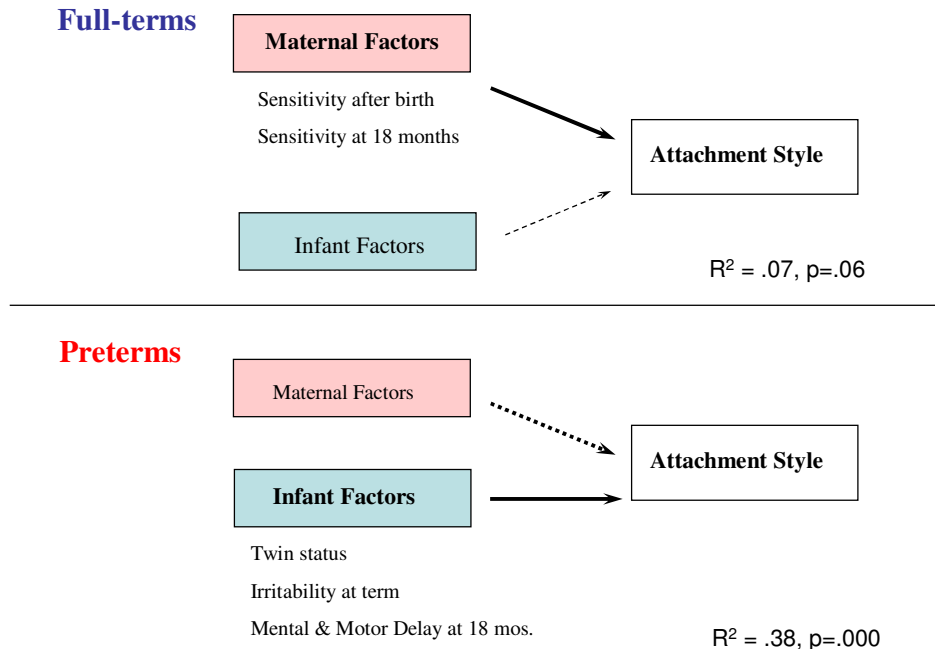 Full-terms
Maternal Factors
Sensitivity after birth
Sensitivity at 18 months
Attachment Style
Infant Factors
R² = .07, p=.06
Preterms
Maternal Factors
Attachment Style
Infant Factors
Twin status
Irritability at term
Mental & Motor Delay at 18 mos.
R² = .38, p=.000